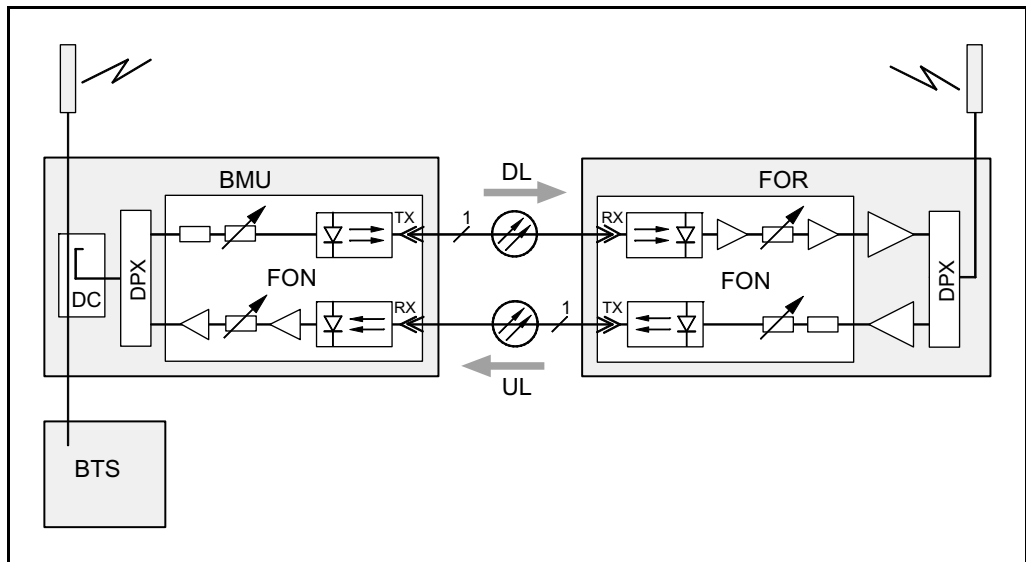 BMU
DL
FOR
TX
1
RX
DPX
FON
DC
DPX
FON
RX
1
TX
UL
BTS